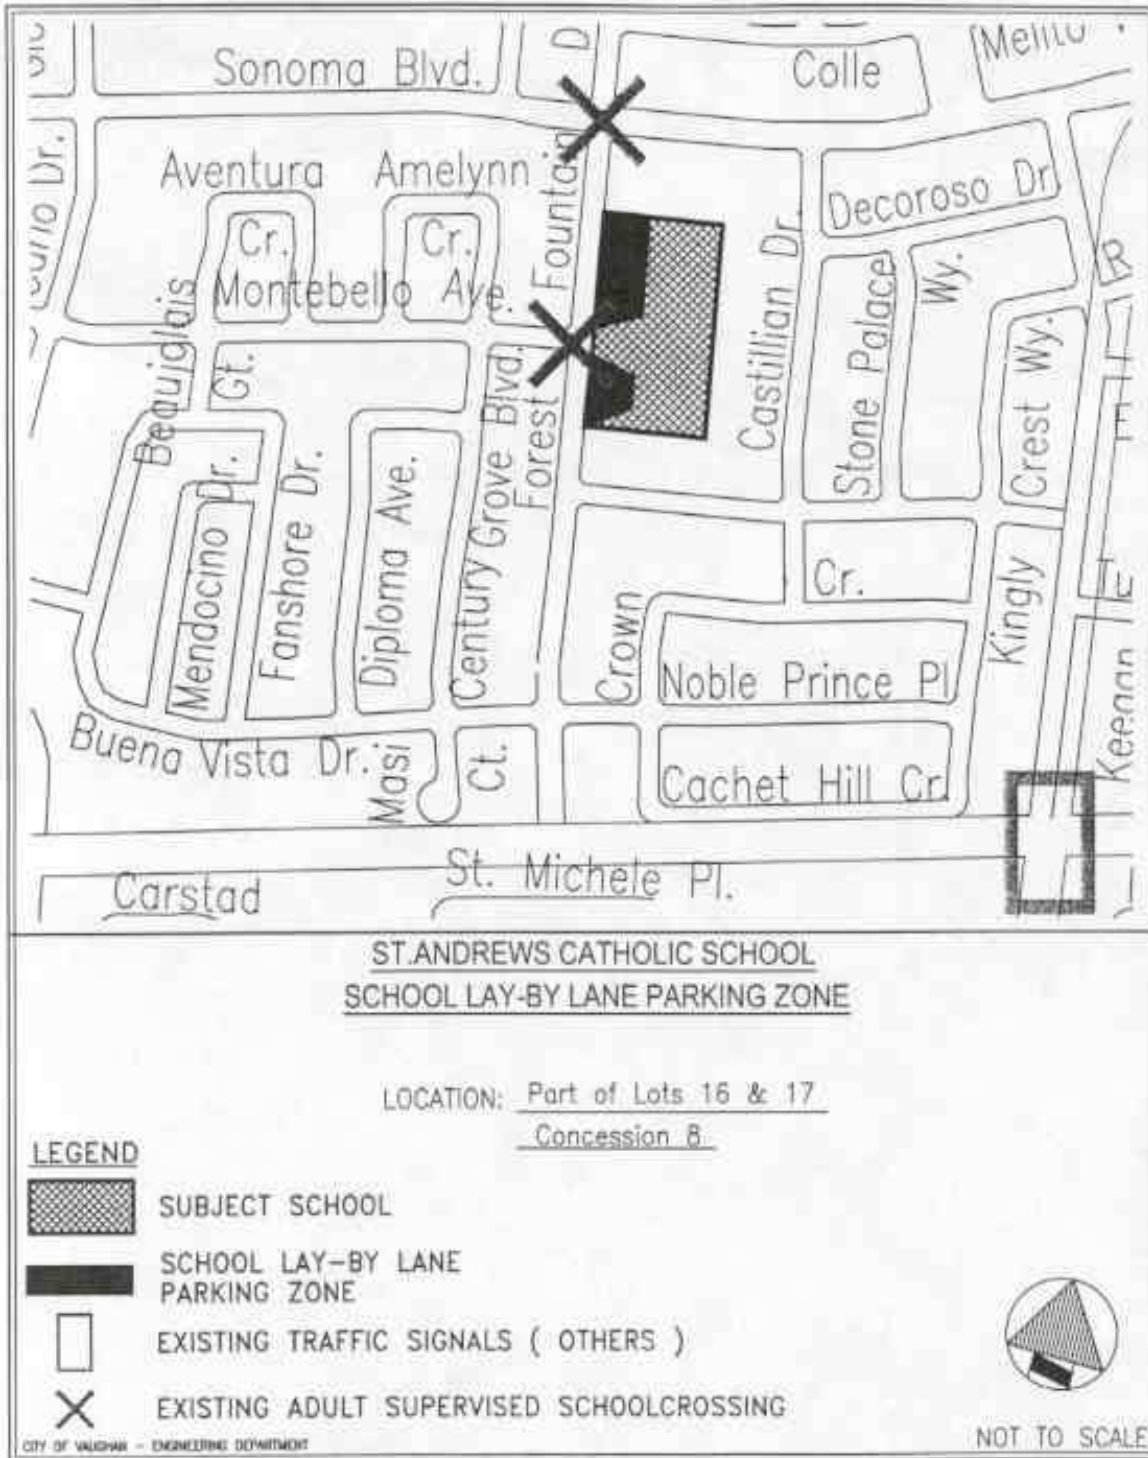 Sonoma Blvd.
D
Colle
Aventura
Amelynn
Fountain
Decoroso Dr.
Cr.
Cr.
Montebello Ave.
Castillian Dr.
Stone Palace
Wy.
Beaujolais
Gt.
Century Grove Blvd.
Forest
Crest Wy.
R
Mendocino Dr.
Fanshore Dr.
Diploma Ave.
Cr.
Kingly
Crown
Noble Prince Pl
Keenan
Buena Vista Dr.
Masi
Ct.
Cachet Hill Cr.
Carstad
St. Michele Pl.
ST.ANDREWS CATHOLIC SCHOOL
SCHOOL LAY-BY LANE PARKING ZONE
LOCATION: Part of Lots 16 & 17
Concession 8
LEGEND
SUBJECT SCHOOL
SCHOOL LAY-BY LANE
PARKING ZONE
EXISTING TRAFFIC SIGNALS ( OTHERS )
EXISTING ADULT SUPERVISED SCHOOLCROSSING
CITY OF VAUGHAN - ENGINEERING DEPARTMENT
NOT TO SCALE